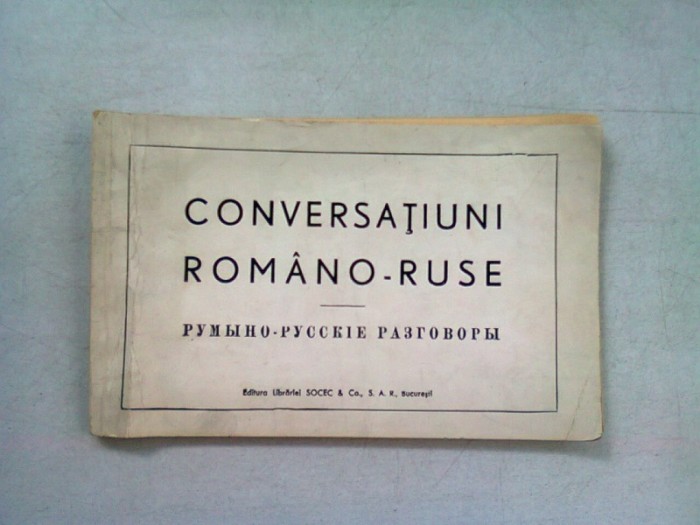 CONVERSAŢIUNI
ROMÂNO-RUSE
РУМЫНО-РУССКІЕ РАЗГОВОРЫ
Editura Librăriei SOCEC & Co., S. A. R., Bucureşti